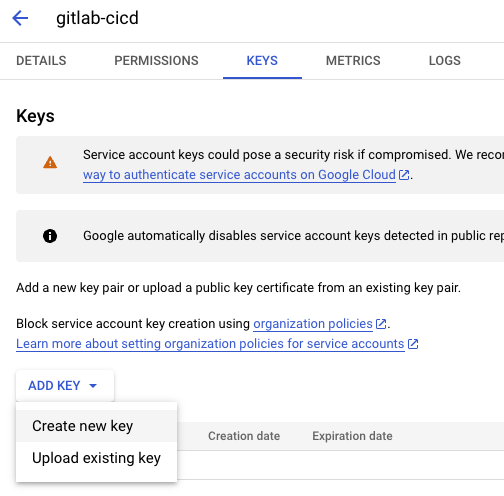 gitlab-cicd
DETAILS PERMISSIONS KEYS METRICS LOGS
Keys
Service account keys could pose a security risk if compromised. We
way to authenticate service accounts on Google Cloud.
Google automatically disables service account keys detected in public
Add a new key pair or upload a public key certificate from an existing key pair.
Block service account key creation using organization policies.
Learn more about setting organization policies for service accounts
ADD KEY
Create new key
Upload existing key
Creation date Expiration date